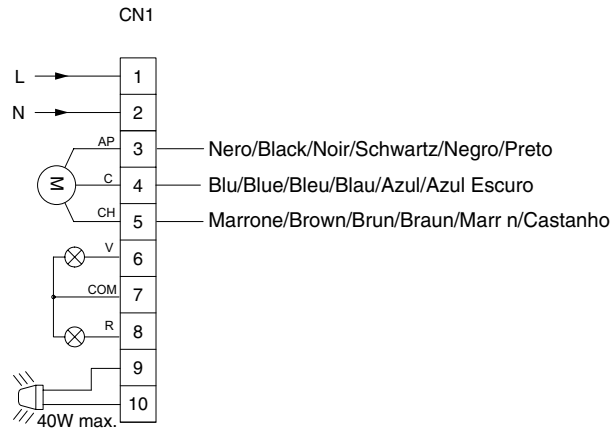 CN1
L 1
N 2
AP 3 Nero/Black/Noir/Schwartz/Negro/Preto
M C 4 Blu/Blue/Bleu/Blau/Azul/Azul Escuro
CH 5 Marrone/Brown/Brun/Braun/Marr n/Castanho
V 6
COM 7
R 8
9
10
40W max.